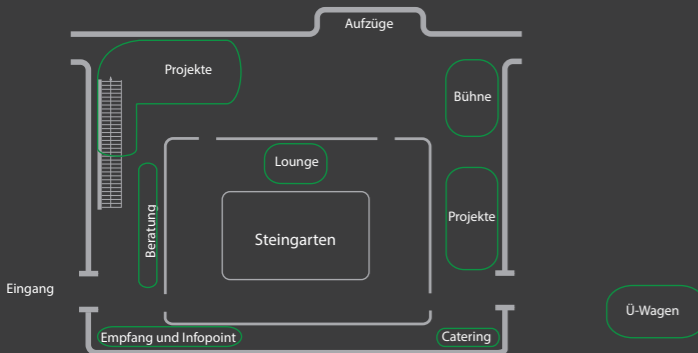 Aufzüge
Projekte
Bühne
Lounge
Beratung
Projekte
Steingarten
Eingang
Ü-Wagen
Empfang und Infopoint
Catering